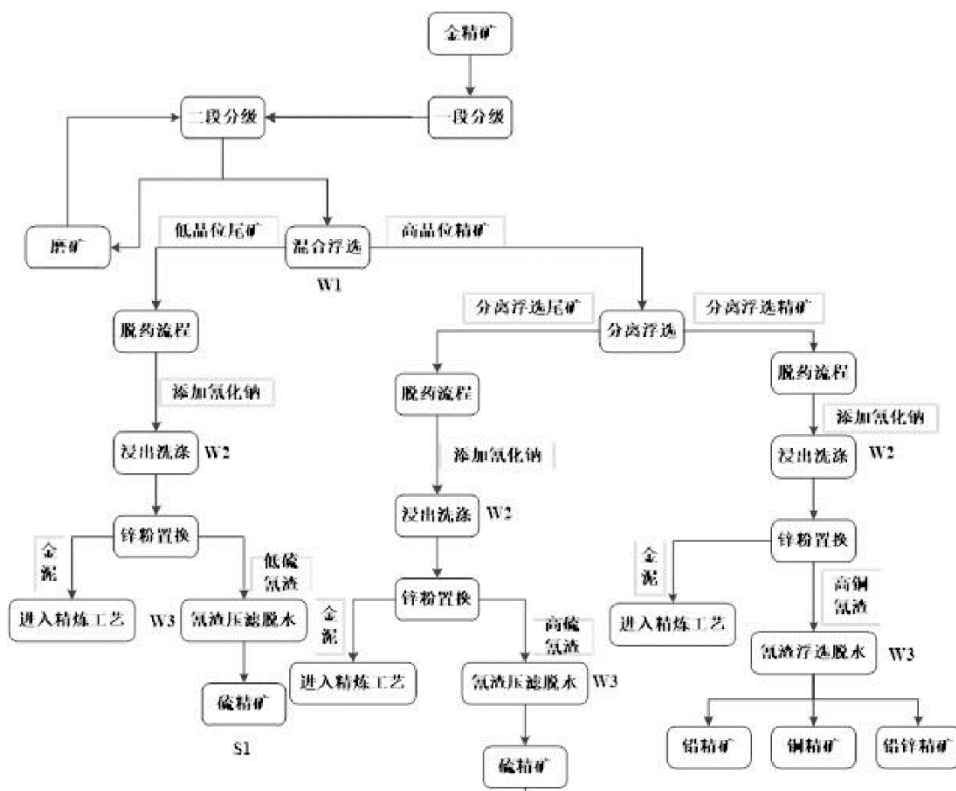 金精矿
二段分级
一段分级
低品位尾矿
高品位精矿
磨矿
混合浮选
W1
分离浮选尾矿
分离浮选精矿
脱药流程
分离浮选
脱药流程
脱药流程
添加氰化钠
添加氰化钠
浸出洗涤
W2
添加氰化钠
浸出洗涤
W2
浸出洗涤
W2
锌粉置换
锌粉置换
金
泥
低硫
氰渣
锌粉置换
金
泥
高铜
氰渣
进入精炼工艺
W3
氰渣压滤脱水
金
泥
高硫
氰渣
进入精炼工艺
氰渣浮选脱水
W3
进入精炼工艺
氰渣压滤脱水
W3
硫精矿
S1
铅精矿
铜精矿
铅锌精矿
硫精矿